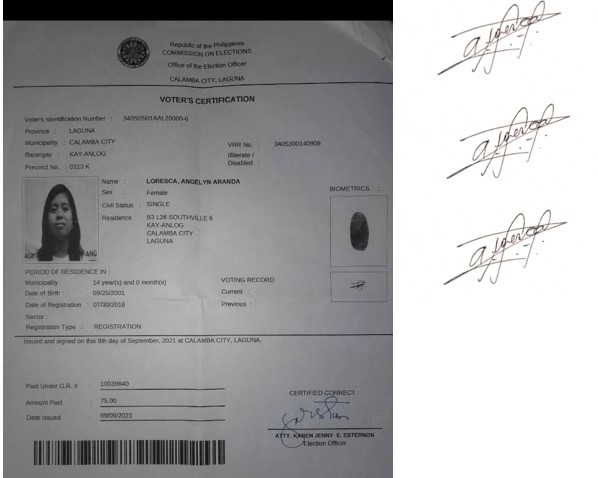 Republic of the Philippines
COMMISSION ON ELECTIONS
Office of the Election Officer
CALAMBA CITY, LAGUNA
VOTER'S CERTIFICATION
Voter's Identification Number : 340502501AAL20000-6
Province : LAGUNA
Municipality : CALAMBA CITY
VRR No. : 3405300140909
Barangay : KAY-ANLOG
Illiterate /
Disabled :
Precinct No. : 0313 K
Name : LORESCA, ANGELYN ARANDA
Sex : Female
BIOMETRICS :
Civil Status : SINGLE
Residence : B3 L26 SOUTHVILLE 6
KAY-ANLOG
CALAMBA CITY
LAGUNA
PERIOD OF RESIDENCE IN :
Municipality : 14 year(s) and 0 month(s)
VOTING RECORD
Date of Birth : 09/25/2001
Current :
Date of Registration : 07/30/2016
Previous :
Sector :
Registration Type : REGISTRATION
Issued and signed on this 9th day of September, 2021 at CALAMBA CITY, LAGUNA.
Paid Under O.R. # : 10039840
Amount Paid : 75.00
CERTIFIED CORRECT :
Date Issued : 09/09/2021
ATTY. KAREN JENNY E. ESTERNON
Election Officer